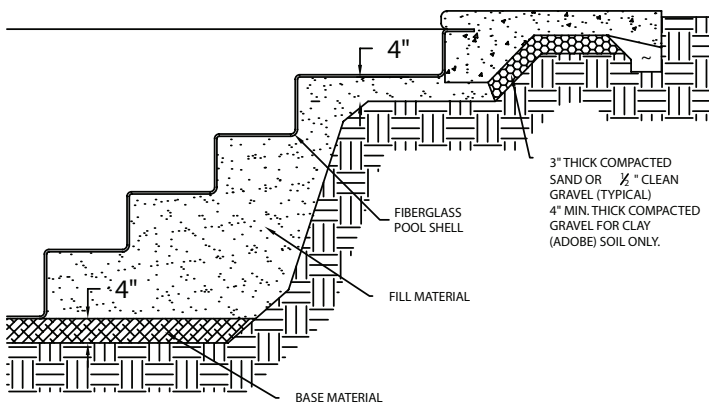 4"
3" THICK COMPACTED
SAND OR ½ " CLEAN
GRAVEL (TYPICAL)
4" MIN. THICK COMPACTED
GRAVEL FOR CLAY
(ADOBE) SOIL ONLY.
FIBERGLASS
POOL SHELL
4"
FILL MATERIAL
BASE MATERIAL